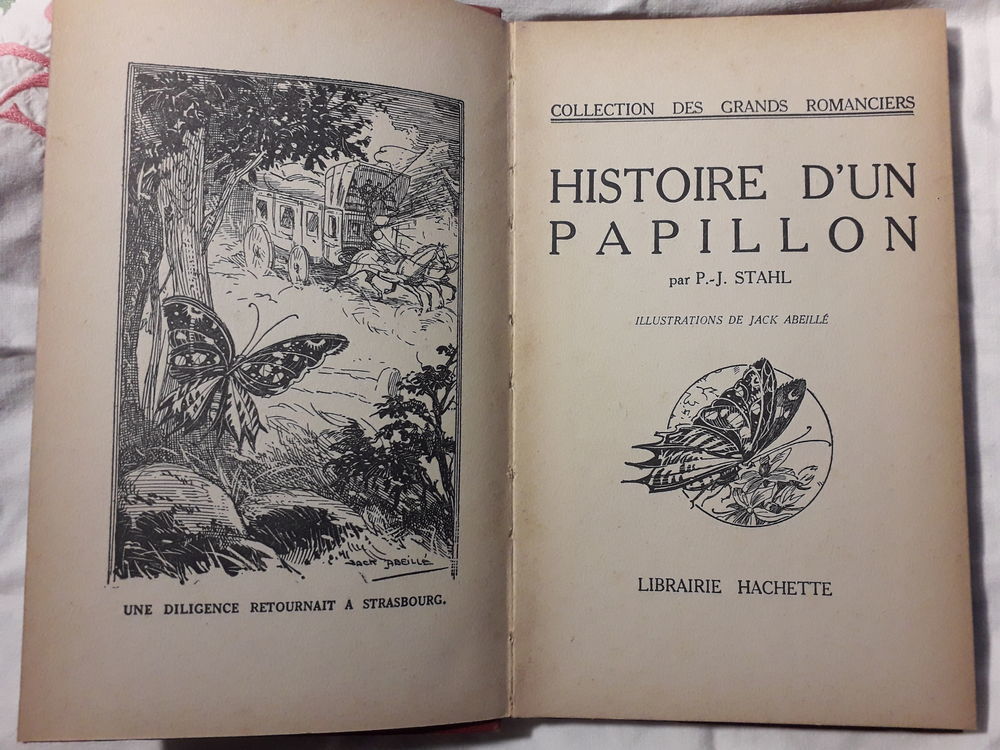 JACK ABEILLÉ
UNE DILIGENCE RETOURNAIT A STRASBOURG.
COLLECTION DES GRANDS ROMANCIERS
HISTOIRE D'UN
PAPILLON
par P.-J. STAHL
ILLUSTRATIONS DE JACK ABEILLÉ
LIBRAIRIE HACHETTE